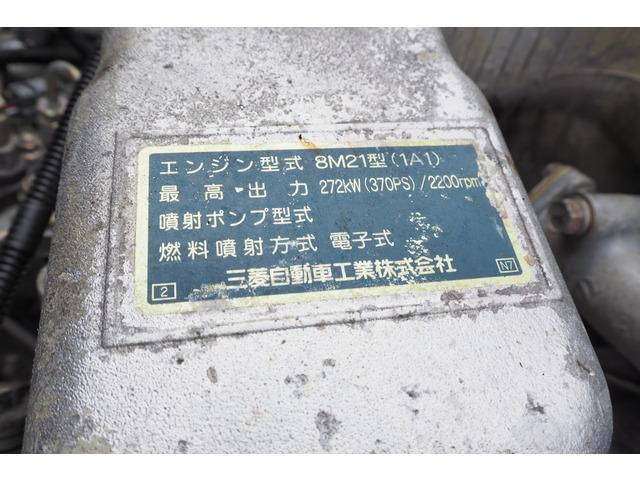 エンジン型式 8M21型(1A1)
最高出力 272kW(370PS)/2200rpm
噴射ポンプ型式
燃料噴射方式 電子式
三菱自動車工業株式会社
2
N7